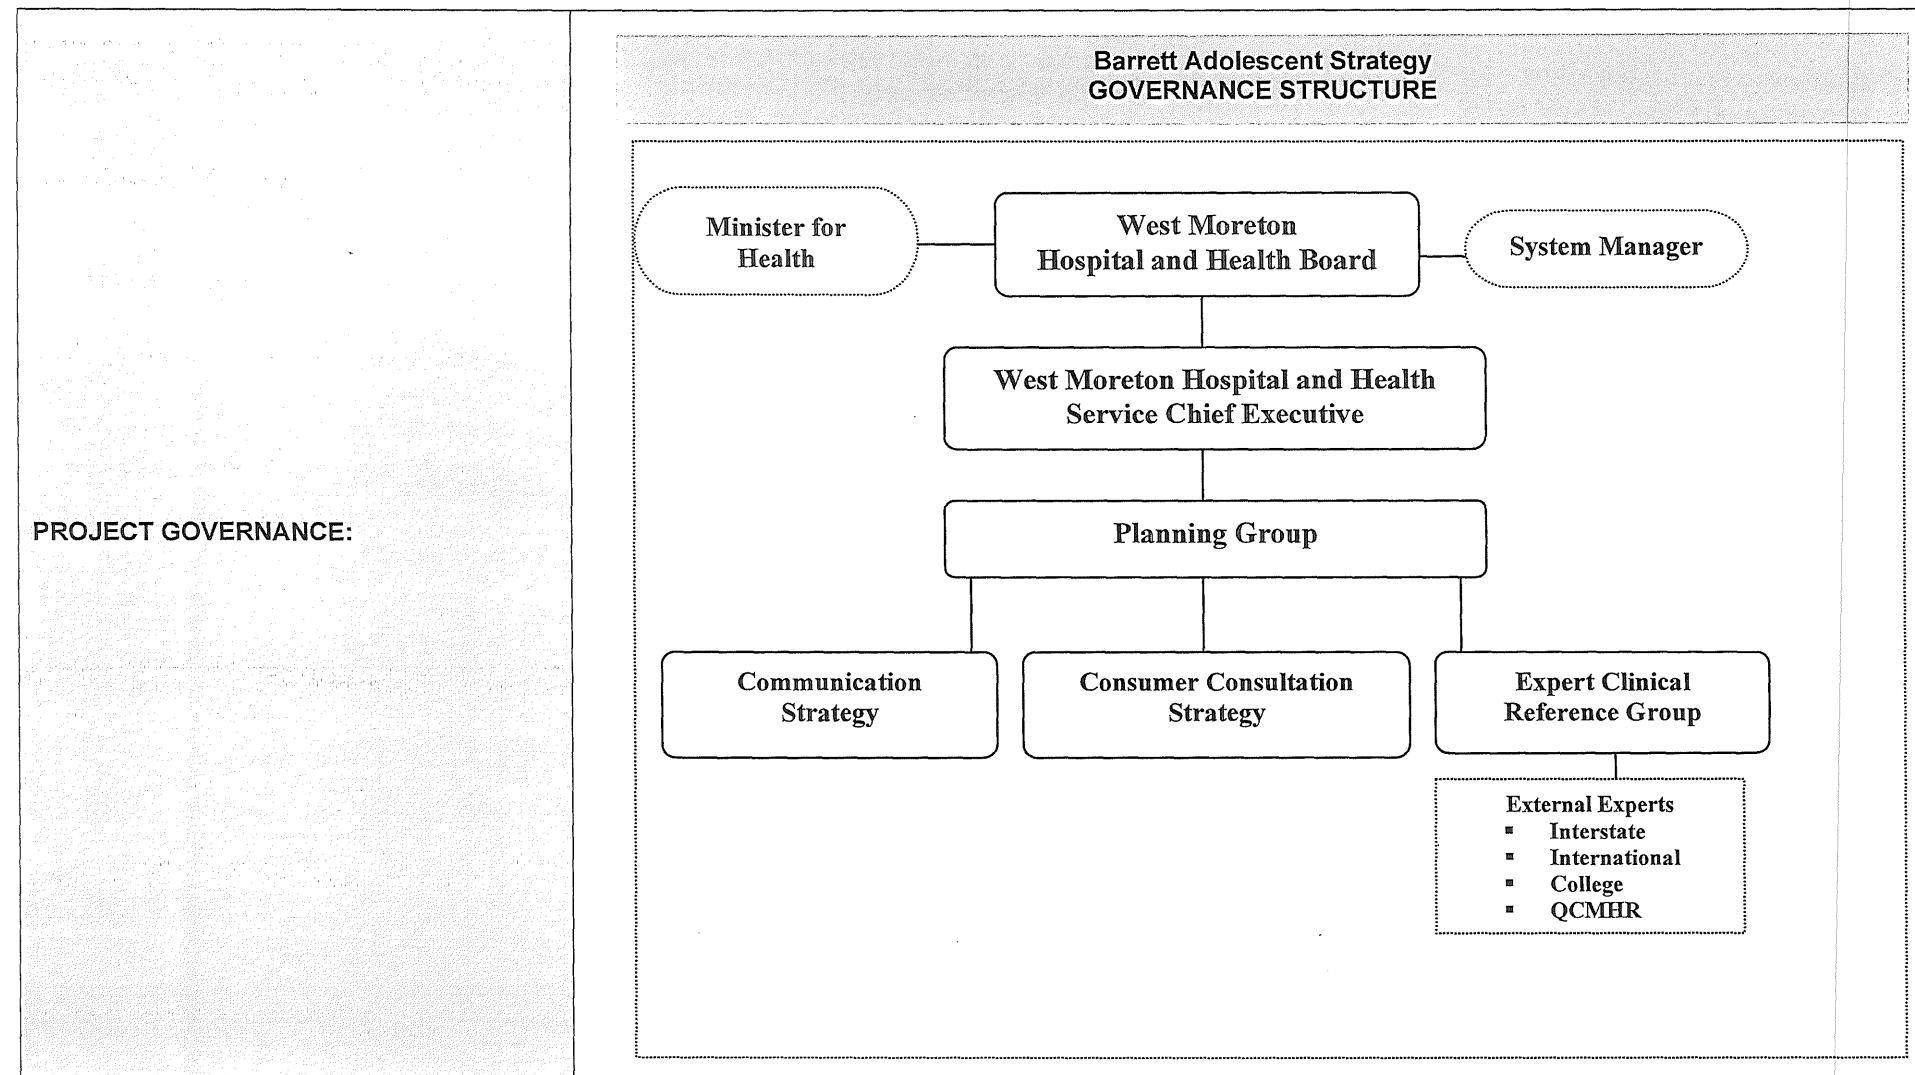 Barrett Adolescent Strategy
GOVERNANCE STRUCTURE
PROJECT GOVERNANCE:
Minister for
Health
West Moreton
Hospital and Health Board
System Manager
West Moreton Hospital and Health
Service Chief Executive
Planning Group
Communication
Strategy
Consumer Consultation
Strategy
Expert Clinical
Reference Group
External Experts
▪ Interstate
▪ International
▪ College
▪ QCMHR